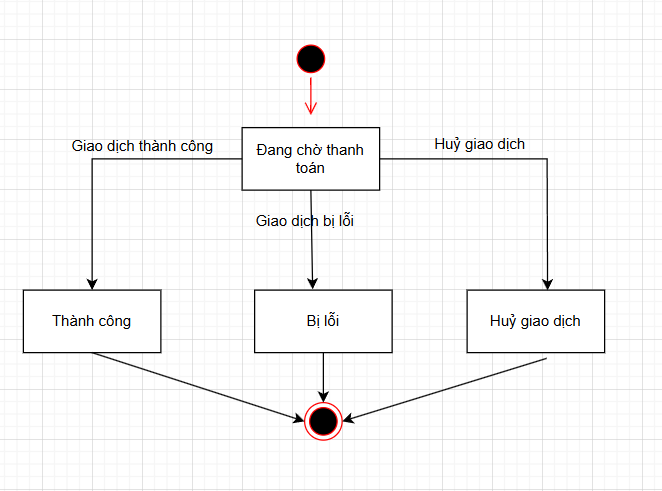 Giao dịch thành công
Đang chờ thanh
toán
Huỷ giao dịch
Giao dịch bị lỗi
Thành công
Bị lỗi
Huỷ giao dịch